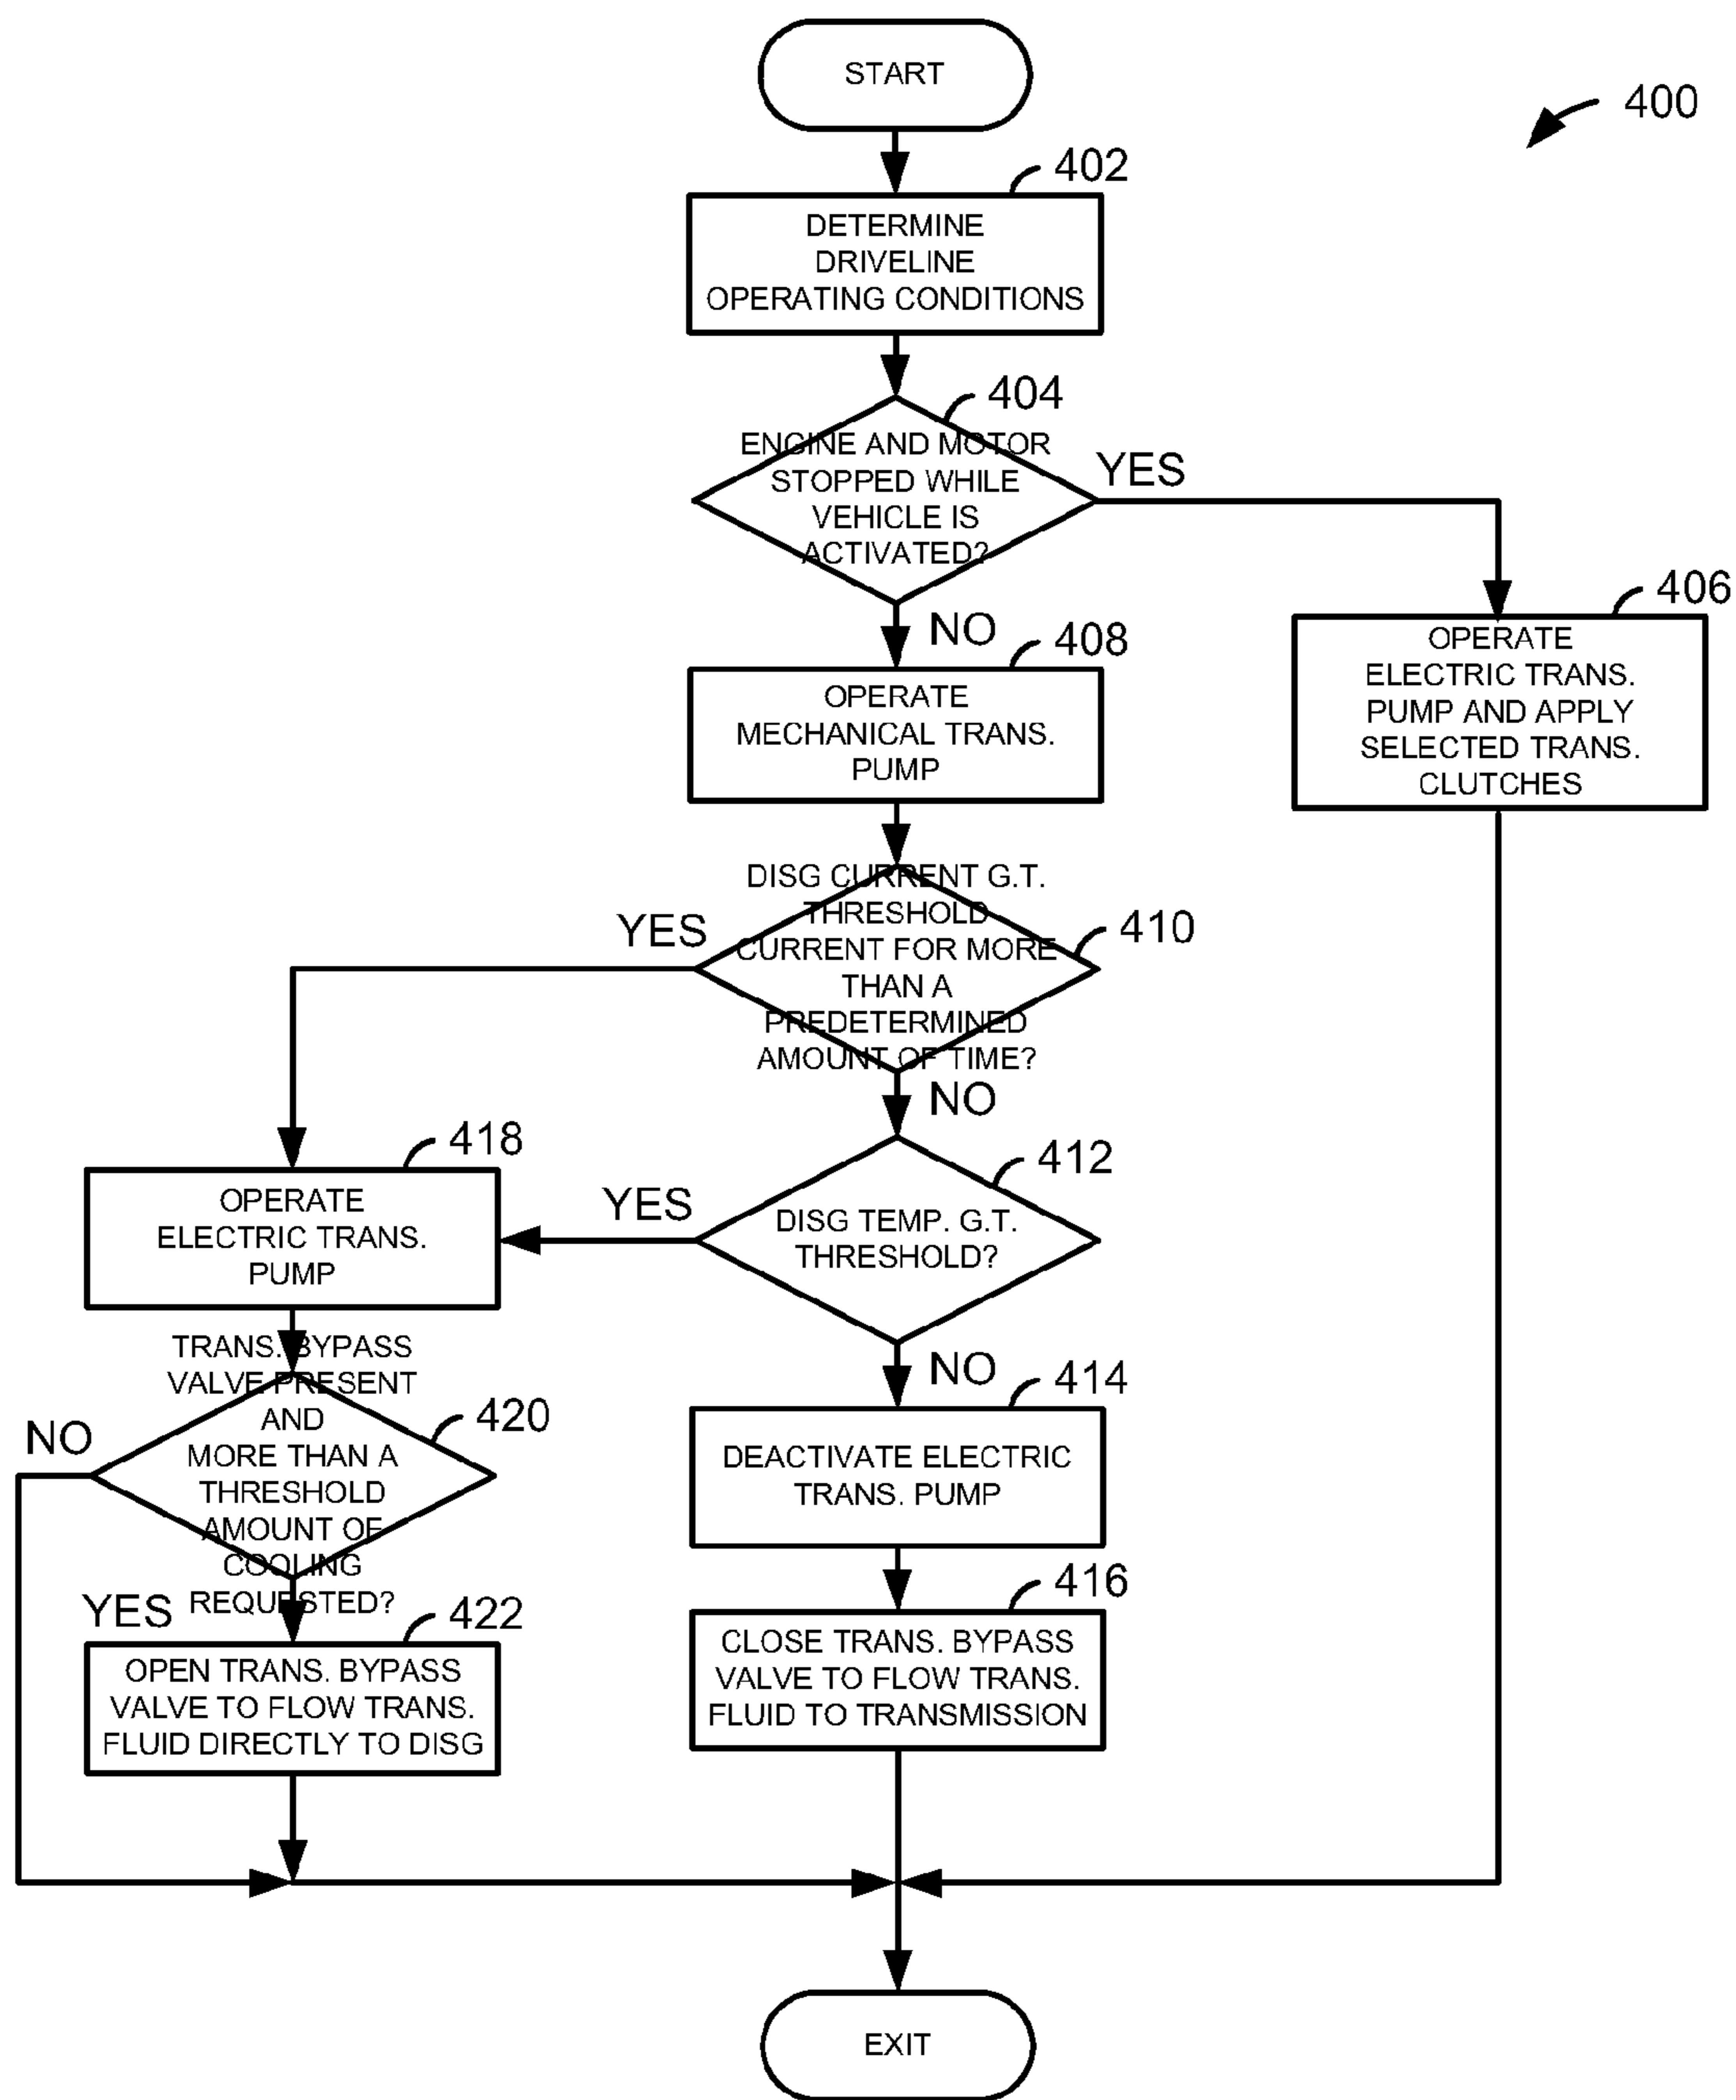 START
400
402
DETERMINE
DRIVELINE
OPERATING CONDITIONS
404
ENGINE AND MOTOR
STOPPED WHILE
VEHICLE IS
ACTIVATED?
YES
NO
406
OPERATE
ELECTRIC TRANS.
PUMP AND APPLY
SELECTED TRANS.
CLUTCHES
408
OPERATE
MECHANICAL TRANS.
PUMP
DISG CURRENT G.T.
THRESHOLD
CURRENT FOR MORE
THAN A
PREDETERMINED
AMOUNT OF TIME?
410
YES
NO
412
DISG TEMP. G.T.
THRESHOLD?
YES
NO
418
OPERATE
ELECTRIC TRANS.
PUMP
414
DEACTIVATE ELECTRIC
TRANS. PUMP
TRANS. BYPASS
VALVE PRESENT
AND
MORE THAN A
THRESHOLD
AMOUNT OF
COOLING
REQUESTED?
420
NO
YES
416
CLOSE TRANS. BYPASS
VALVE TO FLOW TRANS.
FLUID TO TRANSMISSION
422
OPEN TRANS. BYPASS
VALVE TO FLOW TRANS.
FLUID DIRECTLY TO DISG
EXIT